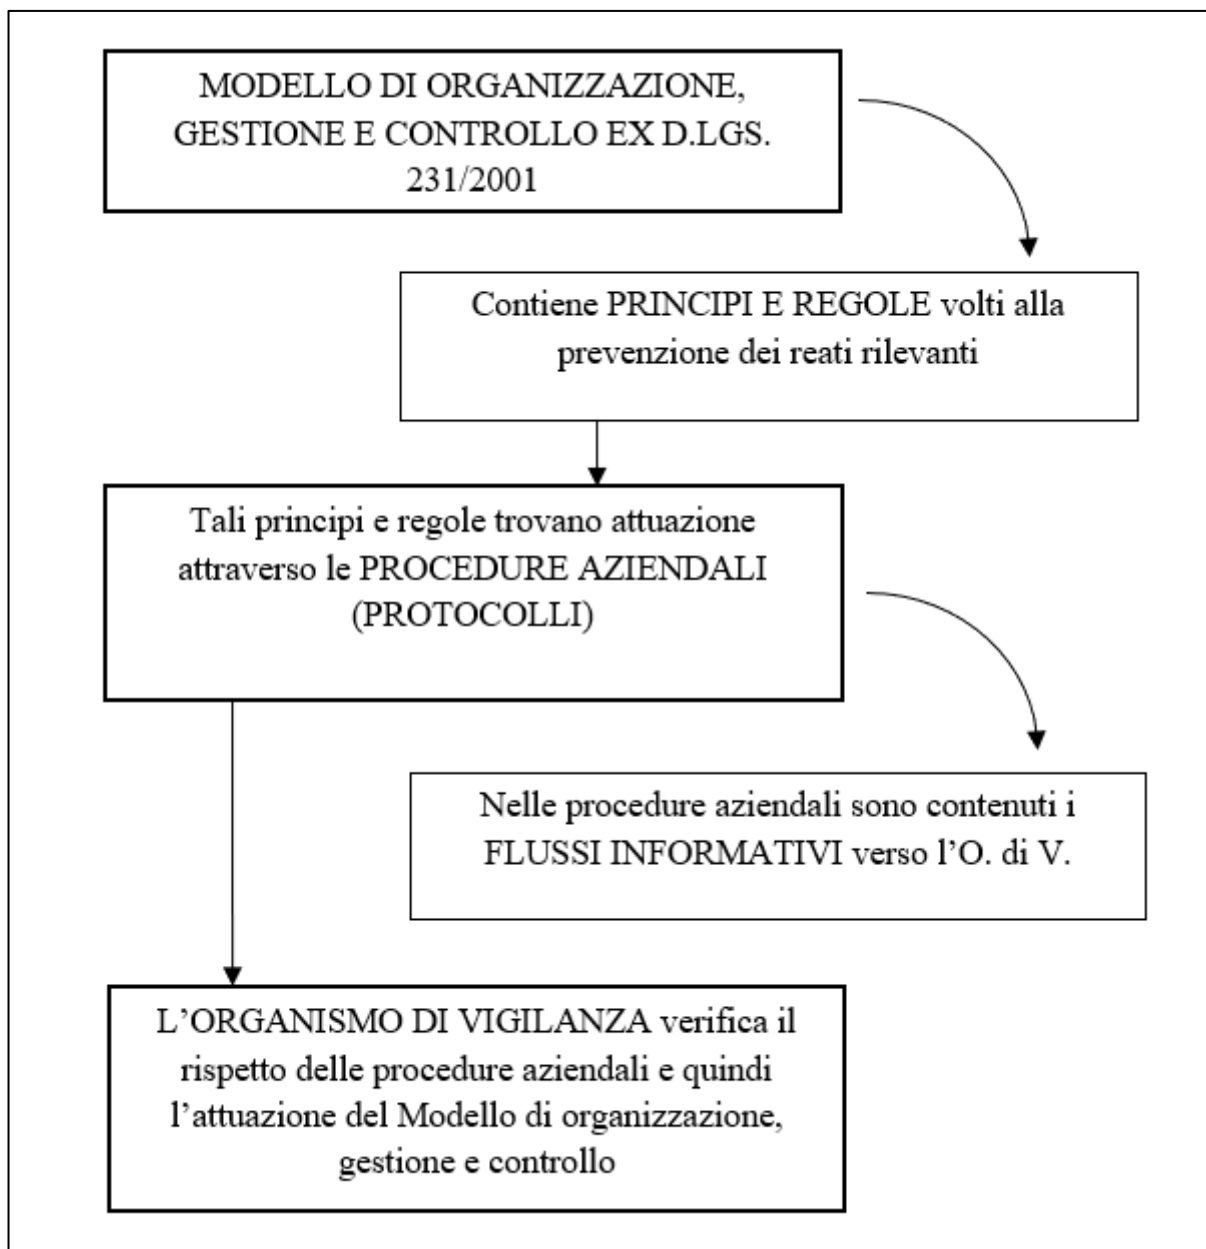 MODELLO DI ORGANIZZAZIONE,
GESTIONE E CONTROLLO EX D.LGS.
231/2001
Contiene PRINCIPI E REGOLE volti alla
prevenzione dei reati rilevanti
Tali principi e regole trovano attuazione
attraverso le PROCEDURE AZIENDALI
(PROTOCOLLI)
Nelle procedure aziendali sono contenuti i
FLUSSI INFORMATIVI verso l’O. di V.
L’ORGANISMO DI VIGILANZA verifica il
rispetto delle procedure aziendali e quindi
l’attuazione del Modello di organizzazione,
gestione e controllo